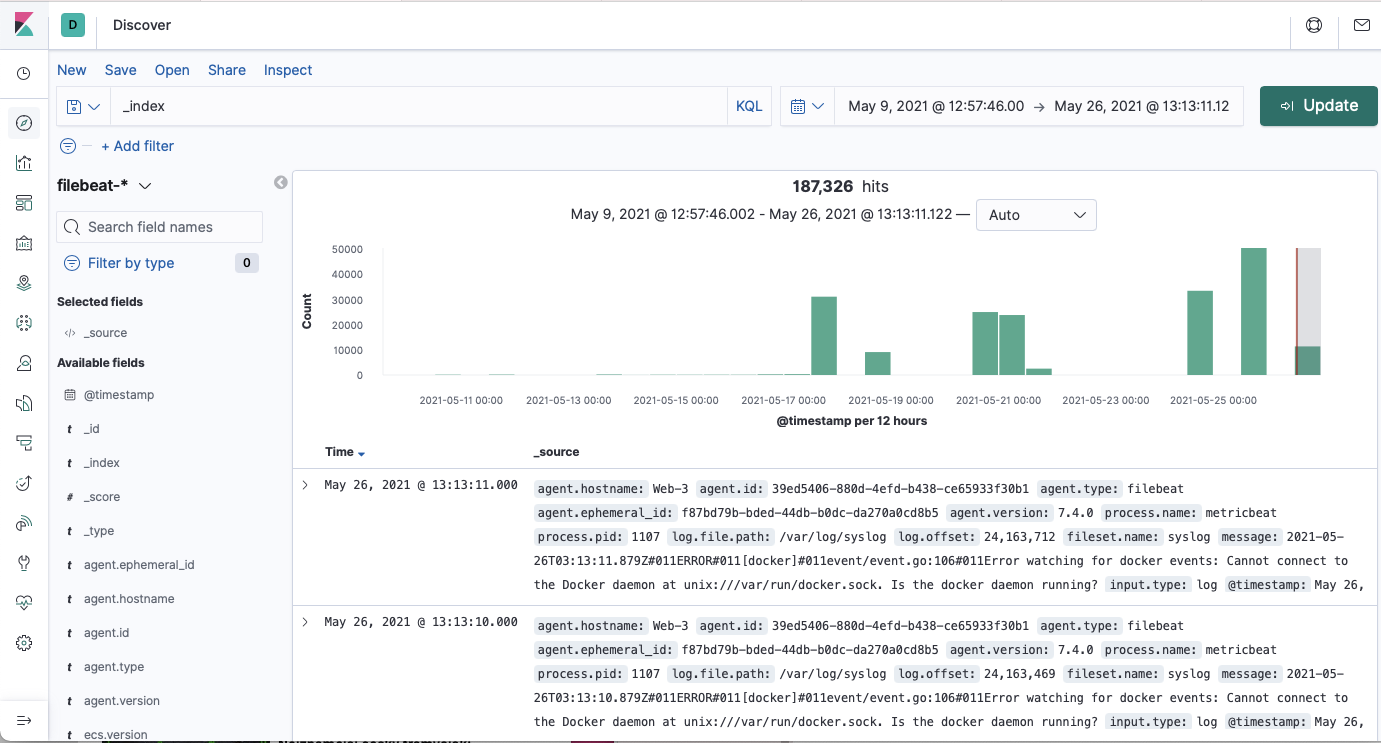 D Discover
New Save Open Share Inspect
_index KQL May 9, 2021 @ 12:57:46.00 → May 26, 2021 @ 13:13:11.12 Update
+ Add filter
filebeat-*
Search field names
Filter by type 0
Selected fields
</> _source
Available fields
@timestamp
t _id
t _index
# _score
t _type
t agent.ephemeral_id
t agent.hostname
t agent.id
t agent.type
t agent.version
t ecs.version
187,326 hits
May 9, 2021 @ 12:57:46.002 - May 26, 2021 @ 13:13:11.122 — Auto
Count
50000
40000
30000
20000
10000
0
2021-05-11 00:00 2021-05-13 00:00 2021-05-15 00:00 2021-05-17 00:00 2021-05-19 00:00 2021-05-21 00:00 2021-05-23 00:00 2021-05-25 00:00
@timestamp per 12 hours
Time _source
May 26, 2021 @ 13:13:11.000 agent.hostname: Web-3 agent.id: 39ed5406-880d-4efd-b438-ce65933f30b1 agent.type: filebeat
agent.ephemeral_id: f87bd79b-bded-44db-b0dc-da270a0cd8b5 agent.version: 7.4.0 process.name: metricbeat
process.pid: 1107 log.file.path: /var/log/syslog log.offset: 24,163,712 fileset.name: syslog message: 2021-05-
26T03:13:11.879Z#011ERROR#011[docker]#011event/event.go:106#011Error watching for docker events: Cannot connect to
the Docker daemon at unix:///var/run/docker.sock. Is the docker daemon running? input.type: log @timestamp: May 26,
May 26, 2021 @ 13:13:10.000 agent.hostname: Web-3 agent.id: 39ed5406-880d-4efd-b438-ce65933f30b1 agent.type: filebeat
agent.ephemeral_id: f87bd79b-bded-44db-b0dc-da270a0cd8b5 agent.version: 7.4.0 process.name: metricbeat
process.pid: 1107 log.file.path: /var/log/syslog log.offset: 24,163,469 fileset.name: syslog message: 2021-05-
26T03:13:10.879Z#011ERROR#011[docker]#011event/event.go:106#011Error watching for docker events: Cannot connect to
the Docker daemon at unix:///var/run/docker.sock. Is the docker daemon running? input.type: log @timestamp: May 26,